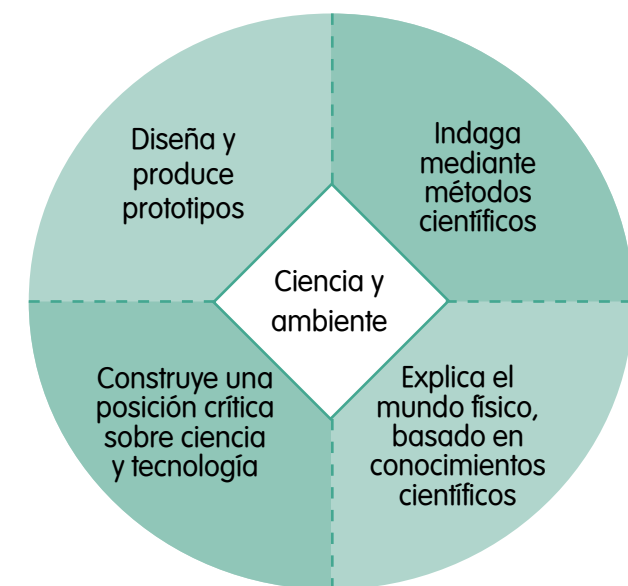 Diseña y
produce
prototipos
Indaga
mediante
métodos
científicos
Ciencia y
ambiente
Construye una
posición crítica
sobre ciencia
y tecnología
Explica el
mundo físico,
basado en
conocimientos
científicos